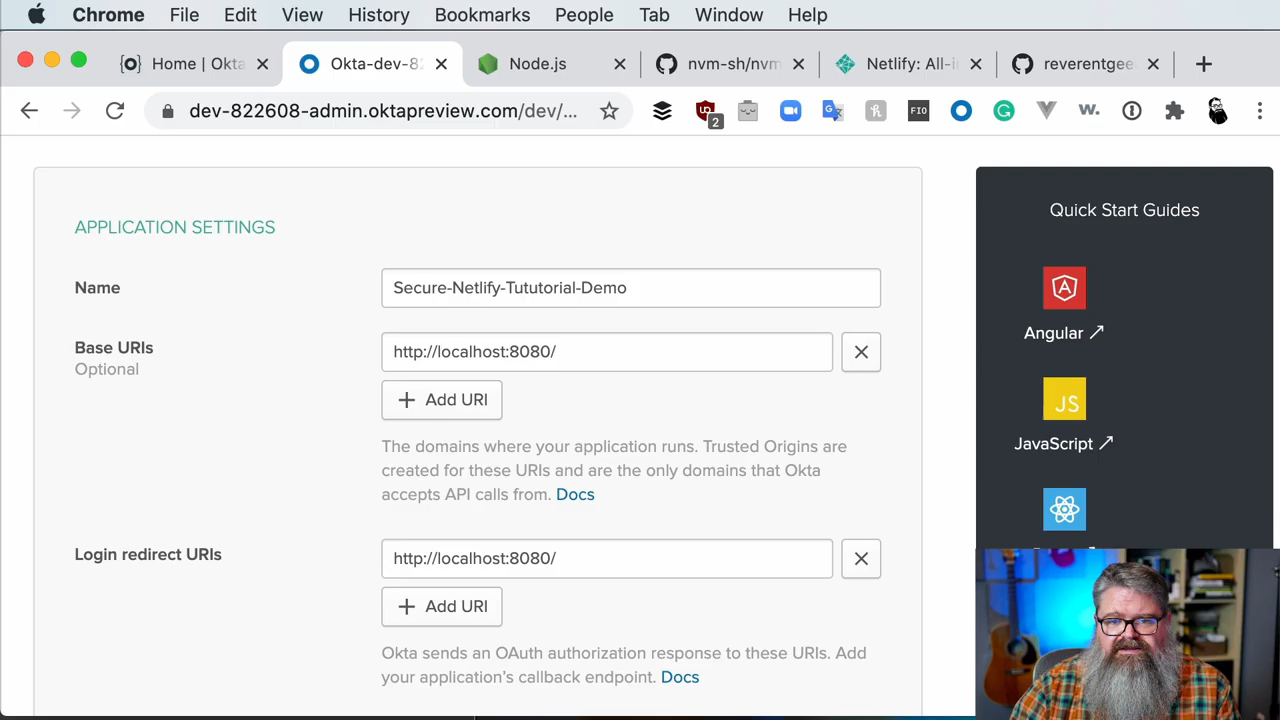 Chrome File Edit View History Bookmarks People Tab Window Help
Home | Okta Okta-dev-82 Node.js nvm-sh/nvm Netlify: All-i reverentgee
dev-822608-admin.oktapreview.com/dev/...
2 FIO w.
Quick Start Guides
APPLICATION SETTINGS
Name Secure-Netlify-Tututorial-Demo
Angular
Base URIs http://localhost:8080/
Optional
Add URI
JS
JavaScript
The domains where your application runs. Trusted Origins are
created for these URIs and are the only domains that Okta
accepts API calls from. Docs
Login redirect URIs http://localhost:8080/
Add URI
Okta sends an OAuth authorization response to these URIs. Add
your application's callback endpoint. Docs